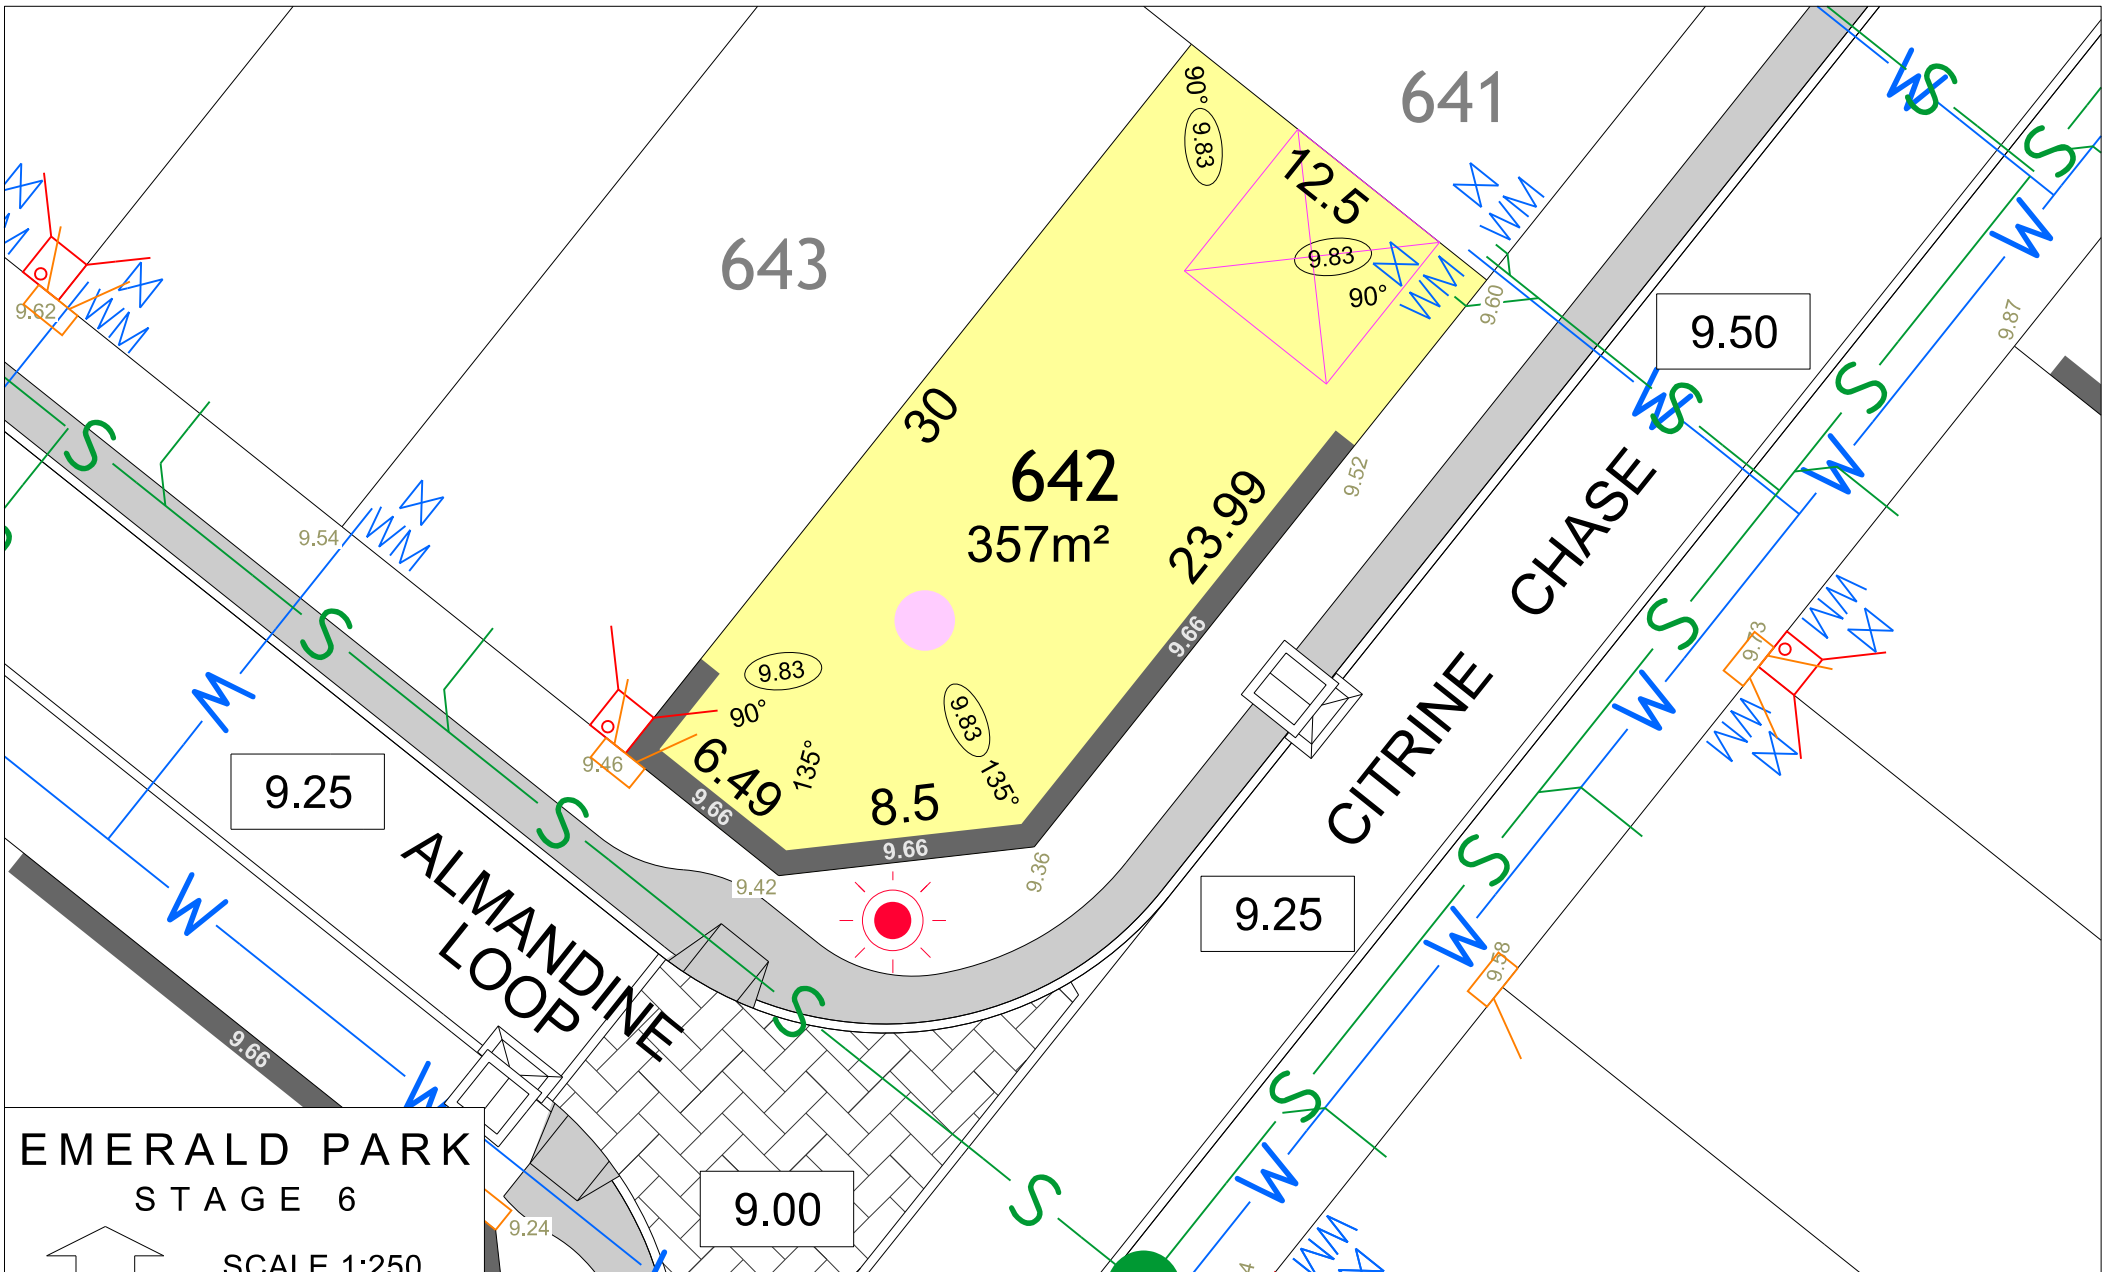 641
W
S
S
90°
9.83
12.5
W
643
9.83
90°
9.60
9.50
9.87
9.62
W
S
S
30
642
357m²
23.99
9.52
CITRINE CHASE
W
S
9.54
S
S
9.66
9.83
9.83
90°
135°
135°
6.49
8.5
9.66
9.66
9.46
9.73
W
W
9.25
S
ALMANDINE
LOOP
9.42
9.36
9.25
S
W
W
9.58
S
9.66
W
S
W
S
EMERALD PARK
STAGE 6
SCALE 1:250
9.24
9.00